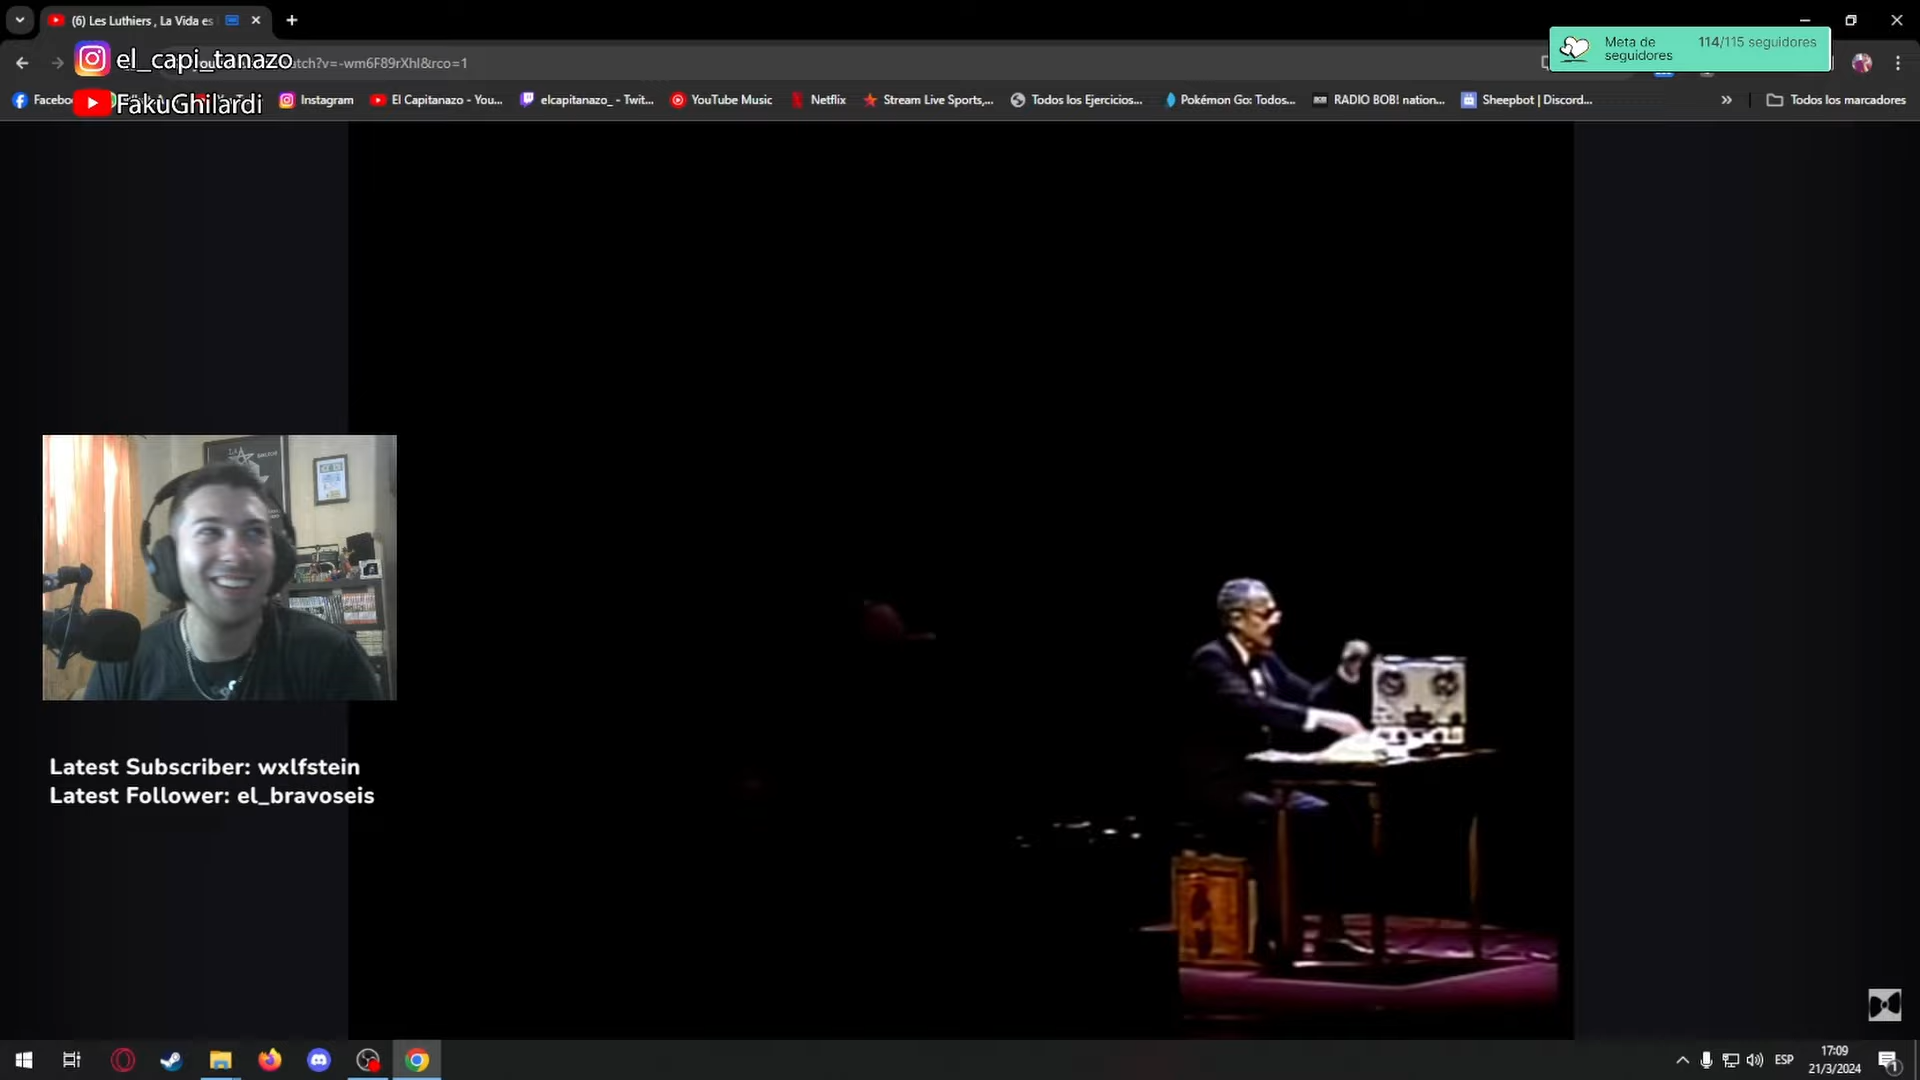 (6) Les Luthiers , La Vida es
el_capi_tanazo
atch?v=-wm6F89rXhI&rco=1
Meta de seguidores
114/115 seguidores
Facebo
FakuGhilardi
Instagram
El Capitanazo - You...
elcapitanazo_ - Twit...
YouTube Music
Netflix
Stream Live Sports,...
Todos los Ejercicios...
Pokémon Go: Todos...
RADIO BOB! nation...
Sheepbot | Discord...
Todos los marcadores
Latest Subscriber: wxlfstein
Latest Follower: el_bravoseis
ESP
17:09
21/3/2024
1